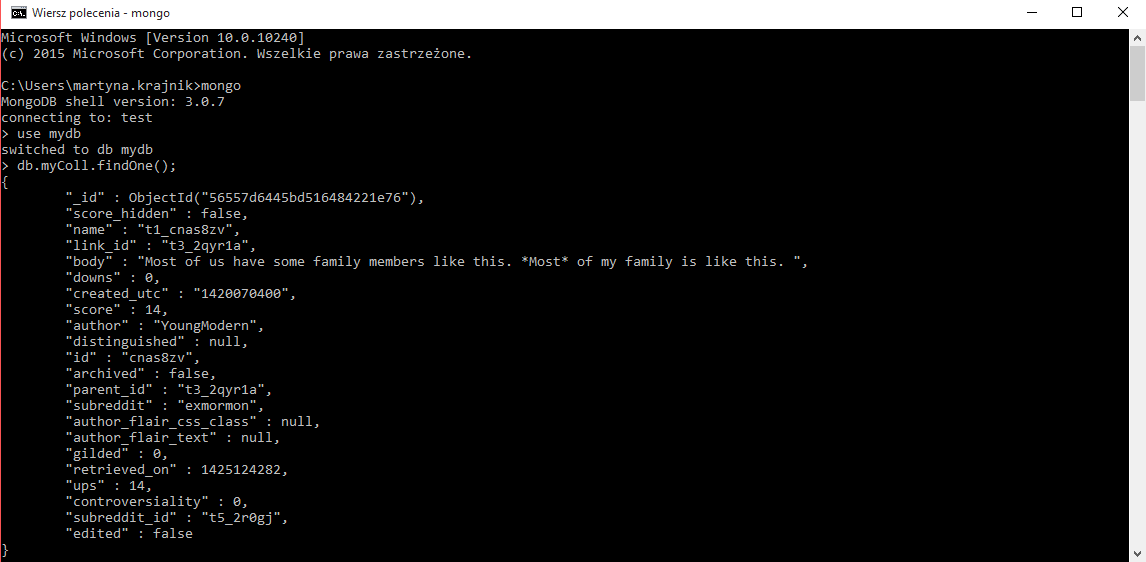 Wiersz polecenia - mongo
Microsoft Windows [Version 10.0.10240]
(c) 2015 Microsoft Corporation. Wszelkie prawa zastrzeżone.
C:\Users\martyna.krajnik>mongo
MongoDB shell version: 3.0.7
connecting to: test
> use mydb
switched to db mydb
> db.myColl.findOne();
{
        "_id" : ObjectId("56557d6445bd516484221e76"),
        "score_hidden" : false,
        "name" : "t1_cnas8zv",
        "link_id" : "t3_2qyr1a",
        "body" : "Most of us have some family members like this. *Most* of my family is like this. ",
        "downs" : 0,
        "created_utc" : "1420070400",
        "score" : 14,
        "author" : "YoungModern",
        "distinguished" : null,
        "id" : "cnas8zv",
        "archived" : false,
        "parent_id" : "t3_2qyr1a",
        "subreddit" : "exmormon",
        "author_flair_css_class" : null,
        "author_flair_text" : null,
        "gilded" : 0,
        "retrieved_on" : 1425124282,
        "ups" : 14,
        "controversiality" : 0,
        "subreddit_id" : "t5_2r0gj",
        "edited" : false
}